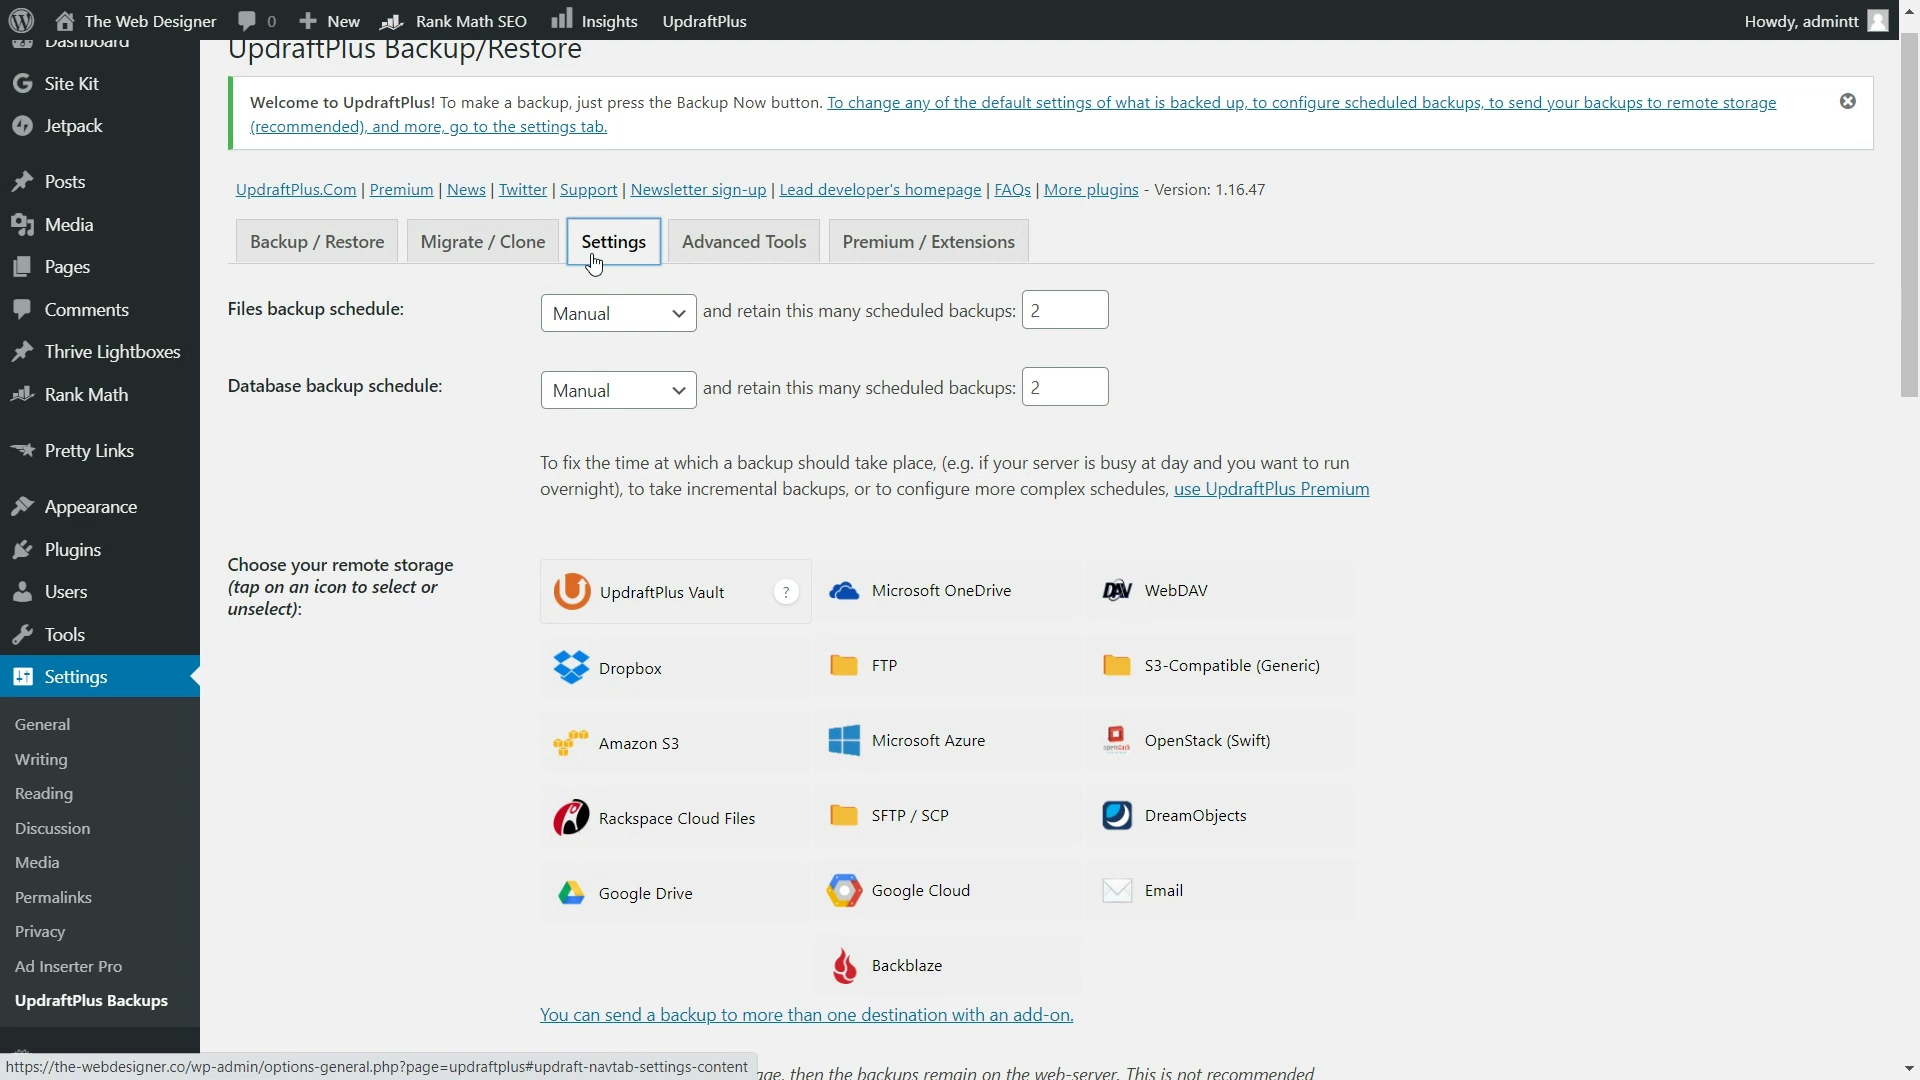 The Web Designer 0 New Rank Math SEO Insights UpdraftPlus Howdy, admintt
Dashboard
Site Kit
Jetpack
Posts
Media
Pages
Comments
Thrive Lightboxes
Rank Math
Pretty Links
Appearance
Plugins
Users
Tools
Settings
General
Writing
Reading
Discussion
Media
Permalinks
Privacy
Ad Inserter Pro
UpdraftPlus Backups
UpdraftPlus Backup/Restore
Welcome to UpdraftPlus! To make a backup, just press the Backup Now button. To change any of the default settings of what is backed up, to configure scheduled backups, to send your backups to remote storage
(recommended), and more, go to the settings tab.
UpdraftPlus.Com | Premium | News | Twitter | Support | Newsletter sign-up | Lead developer's homepage | FAQs | More plugins - Version: 1.16.47
Backup / Restore Migrate / Clone Settings Advanced Tools Premium / Extensions
Files backup schedule: Manual and retain this many scheduled backups: 2
Database backup schedule: Manual and retain this many scheduled backups: 2
To fix the time at which a backup should take place, (e.g. if your server is busy at day and you want to run
overnight), to take incremental backups, or to configure more complex schedules, use UpdraftPlus Premium
Choose your remote storage
(tap on an icon to select or
unselect):
UpdraftPlus Vault ? Microsoft OneDrive DAV WebDAV
Dropbox FTP S3-Compatible (Generic)
Amazon S3 Microsoft Azure openstack OpenStack (Swift)
Rackspace Cloud Files SFTP / SCP DreamObjects
Google Drive Google Cloud Email
Backblaze
You can send a backup to more than one destination with an add-on.
then the backups remain on the web-server. This is not recommended
https://the-webdesigner.co/wp-admin/options-general.php?page=updraftplus#updraft-navtab-settings-content